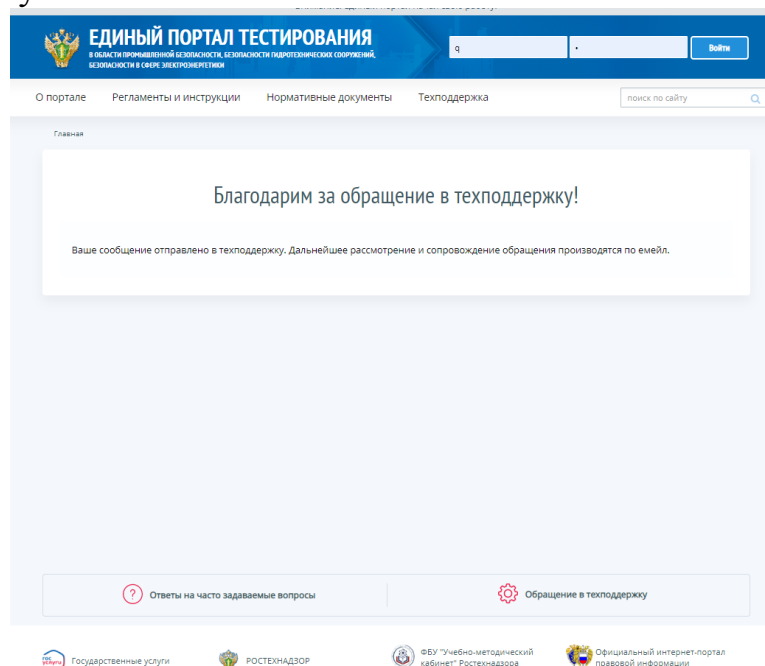 ЕДИНЫЙ ПОРТАЛ ТЕСТИРОВАНИЯ
В ОБЛАСТИ ПРОМЫШЛЕННОЙ БЕЗОПАСНОСТИ, БЕЗОПАСНОСТИ ГИДРОТЕХНИЧЕСКИХ СООРУЖЕНИЙ,
БЕЗОПАСНОСТИ В СФЕРЕ ЭЛЕКТРОЭНЕРГЕТИКИ
q
Войти
О портале Регламенты и инструкции Нормативные документы Техподдержка поиск по сайту
Главная
Благодарим за обращение в техподдержку!
Ваше сообщение отправлено в техподдержку. Дальнейшее рассмотрение и сопровождение обращения производятся по емейл.
? Ответы на часто задаваемые вопросы Обращение в техподдержку
гос услуги Государственные услуги
РОСТЕХНАДЗОР
ФБУ "Учебно-методический
кабинет" Ростехнадзора
Официальный интернет-портал
правовой информации